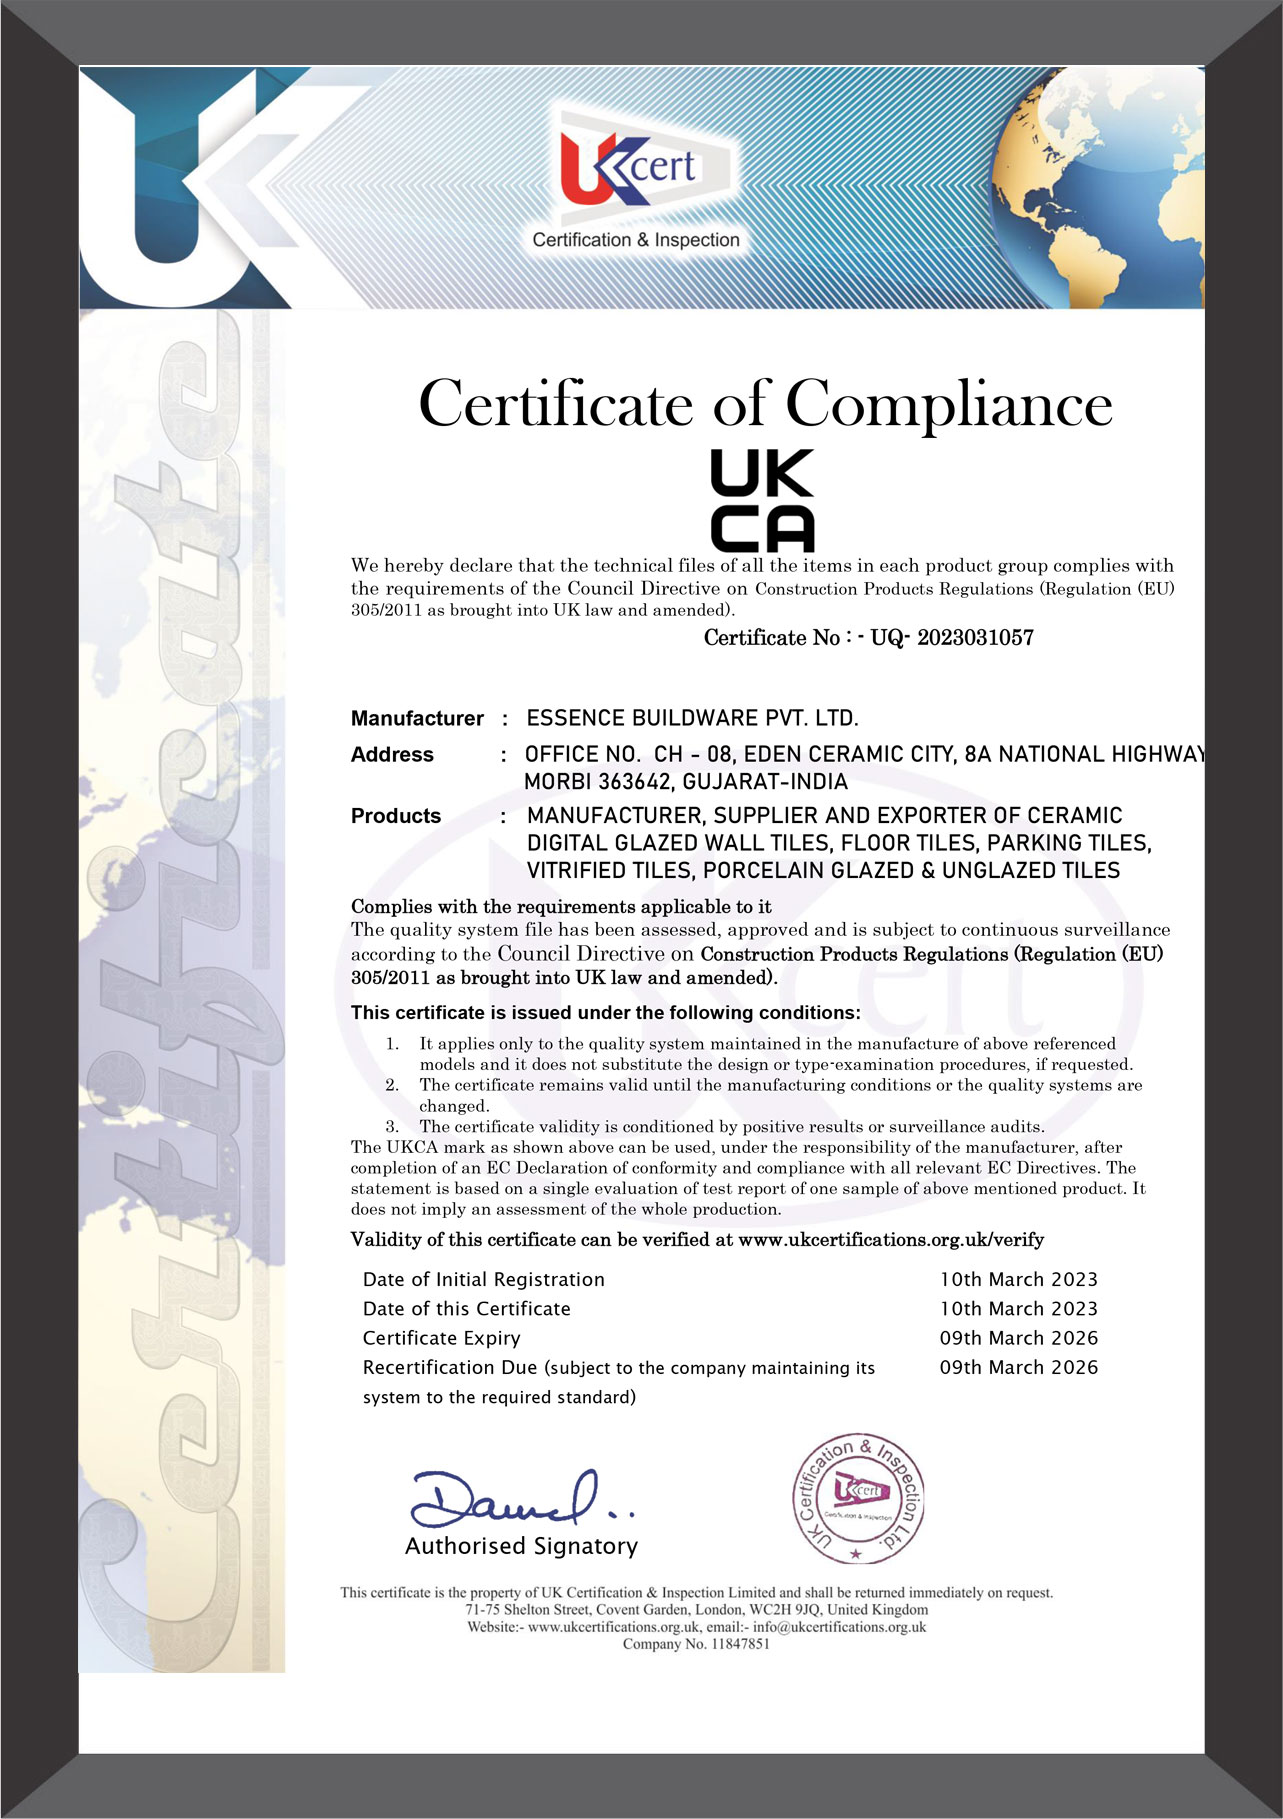 UK
UKcert
Certification & Inspection
Certificate
Certificate of Compliance
UK
CA
We hereby declare that the technical files of all the items in each product group complies with
the requirements of the Council Directive on Construction Products Regulations (Regulation (EU)
305/2011 as brought into UK law and amended).
Certificate No : - UQ- 2023031057
Manufacturer : ESSENCE BUILDWARE PVT. LTD.
Address : OFFICE NO. CH - 08, EDEN CERAMIC CITY, 8A NATIONAL HIGHWAY
MORBI 363642, GUJARAT-INDIA
Products : MANUFACTURER, SUPPLIER AND EXPORTER OF CERAMIC
DIGITAL GLAZED WALL TILES, FLOOR TILES, PARKING TILES,
VITRIFIED TILES, PORCELAIN GLAZED & UNGLAZED TILES
Complies with the requirements applicable to it
The quality system file has been assessed, approved and is subject to continuous surveillance
according to the Council Directive on Construction Products Regulations (Regulation (EU)
305/2011 as brought into UK law and amended).
This certificate is issued under the following conditions:
1. It applies only to the quality system maintained in the manufacture of above referenced
models and it does not substitute the design or type-examination procedures, if requested.
2. The certificate remains valid until the manufacturing conditions or the quality systems are
changed.
3. The certificate validity is conditioned by positive results or surveillance audits.
The UKCA mark as shown above can be used, under the responsibility of the manufacturer, after
completion of an EC Declaration of conformity and compliance with all relevant EC Directives. The
statement is based on a single evaluation of test report of one sample of above mentioned product. It
does not imply an assessment of the whole production.
Validity of this certificate can be verified at www.ukcertifications.org.uk/verify
Date of Initial Registration 10th March 2023
Date of this Certificate 10th March 2023
Certificate Expiry 09th March 2026
Recertification Due (subject to the company maintaining its 09th March 2026
system to the required standard)
Authorised Signatory
UK Certification & Inspection Ltd.
UKcert
Certification & Inspection
This certificate is the property of UK Certification & Inspection Limited and shall be returned immediately on request.
71-75 Shelton Street, Covent Garden, London, WC2H 9JQ, United Kingdom
Website:- www.ukcertifications.org.uk, email:- info@ukcertifications.org.uk
Company No. 11847851